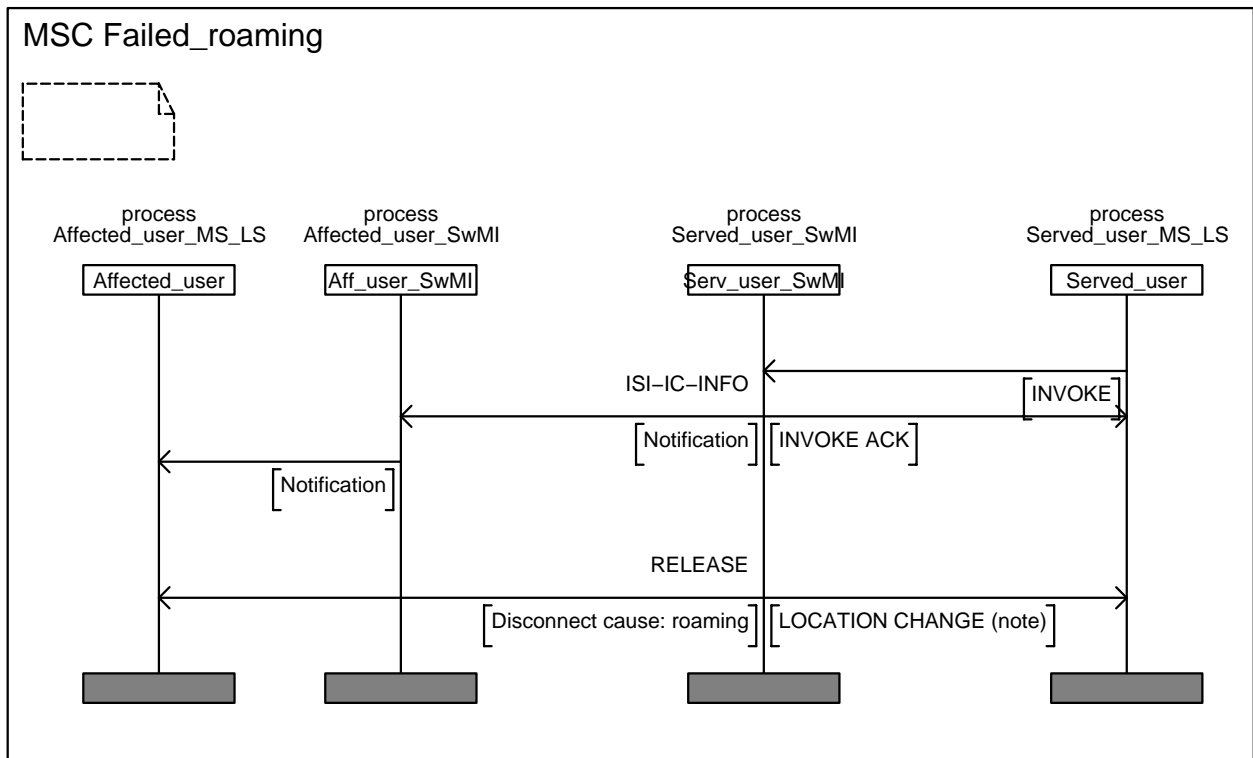 MSC Failed_roaming
process
Affected_user_MS_LS
process
Affected_user_SwMI
process
Served_user_SwMI
process
Served_user_MS_LS
Affected_user
Aff_user_SwMI
Serv_user_SwMI
Served_user
ISI−IC−INFO
INVOKE
Notification
INVOKE ACK
Notification
RELEASE
Disconnect cause: roaming
LOCATION CHANGE (note)